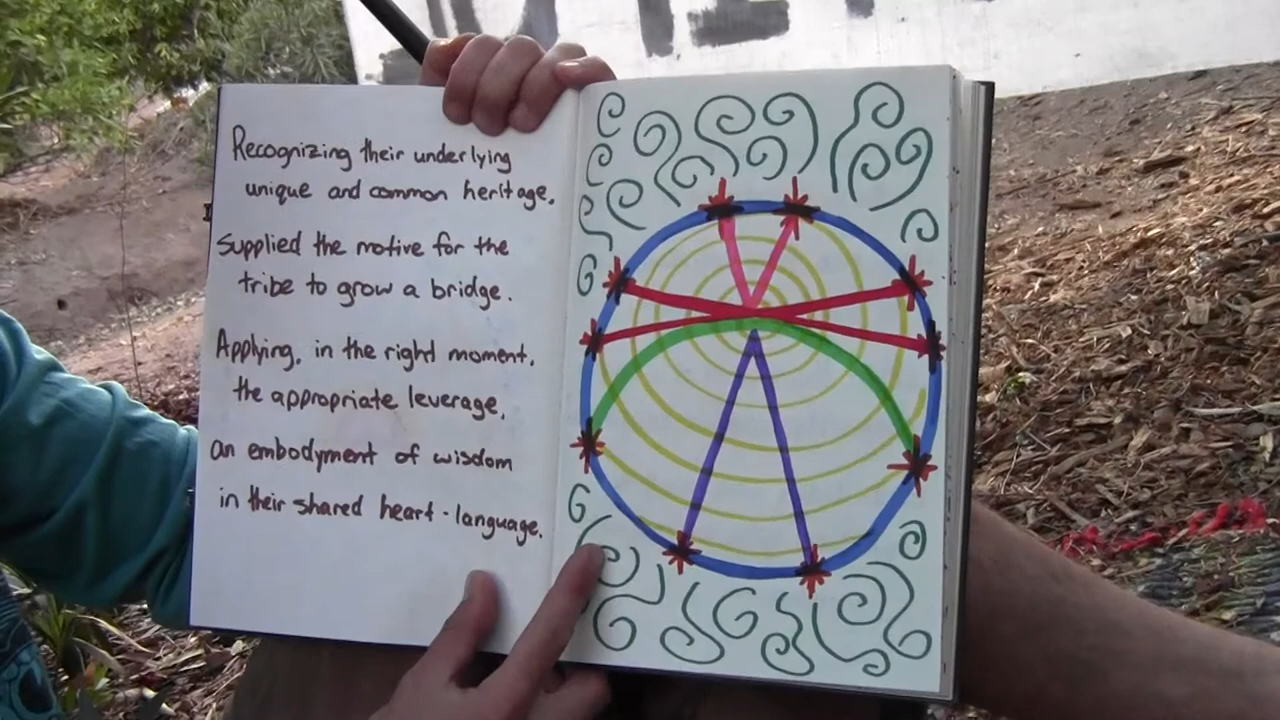 Recognizing their underlying
unique and common heritage,
supplied the motive for the
tribe to grow a bridge.
Applying, in the right moment,
the appropriate leverage,
an embodyment of wisdom
in their shared heart-language.